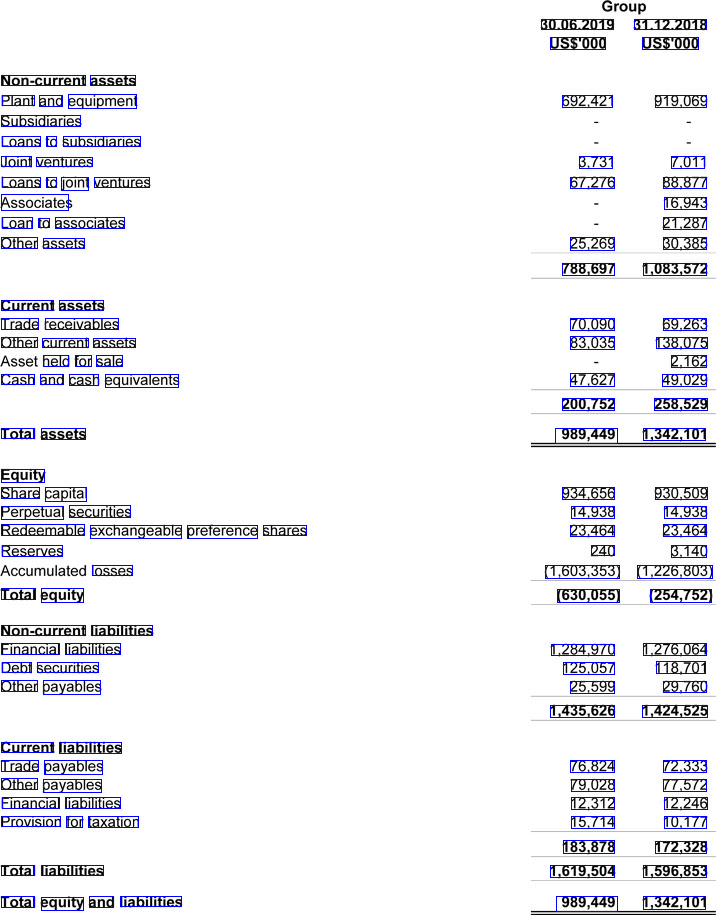 Group
30.06.2019 31.12.2018
US$'000 US$'000
Non-current assets
Plant and equipment 692,421 919,069
Subsidiaries - -
Loans to subsidiaries - -
Joint ventures 3,731 7,011
Loans to joint ventures 67,276 88,877
Associates - 16,943
Loan to associates - 21,287
Other assets 25,269 30,385
788,697 1,083,572
Current assets
Trade receivables 70,090 69,263
Other current assets 83,035 138,075
Asset held for sale - 2,162
Cash and cash equivalents 47,627 49,029
200,752 258,529
Total assets 989,449 1,342,101
Equity
Share capital 934,656 930,509
Perpetual securities 14,938 14,938
Redeemable exchangeable preference shares 23,464 23,464
Reserves 240 3,140
Accumulated losses (1,603,353) (1,226,803)
Total equity (630,055) (254,752)
Non-current liabilities
Financial liabilities 1,284,970 1,276,064
Debt securities 125,057 118,701
Other payables 25,599 29,760
1,435,626 1,424,525
Current liabilities
Trade payables 76,824 72,333
Other payables 79,028 77,572
Financial liabilities 12,312 12,246
Provision for taxation 15,714 10,177
183,878 172,328
Total liabilities 1,619,504 1,596,853
Total equity and liabilities 989,449 1,342,101